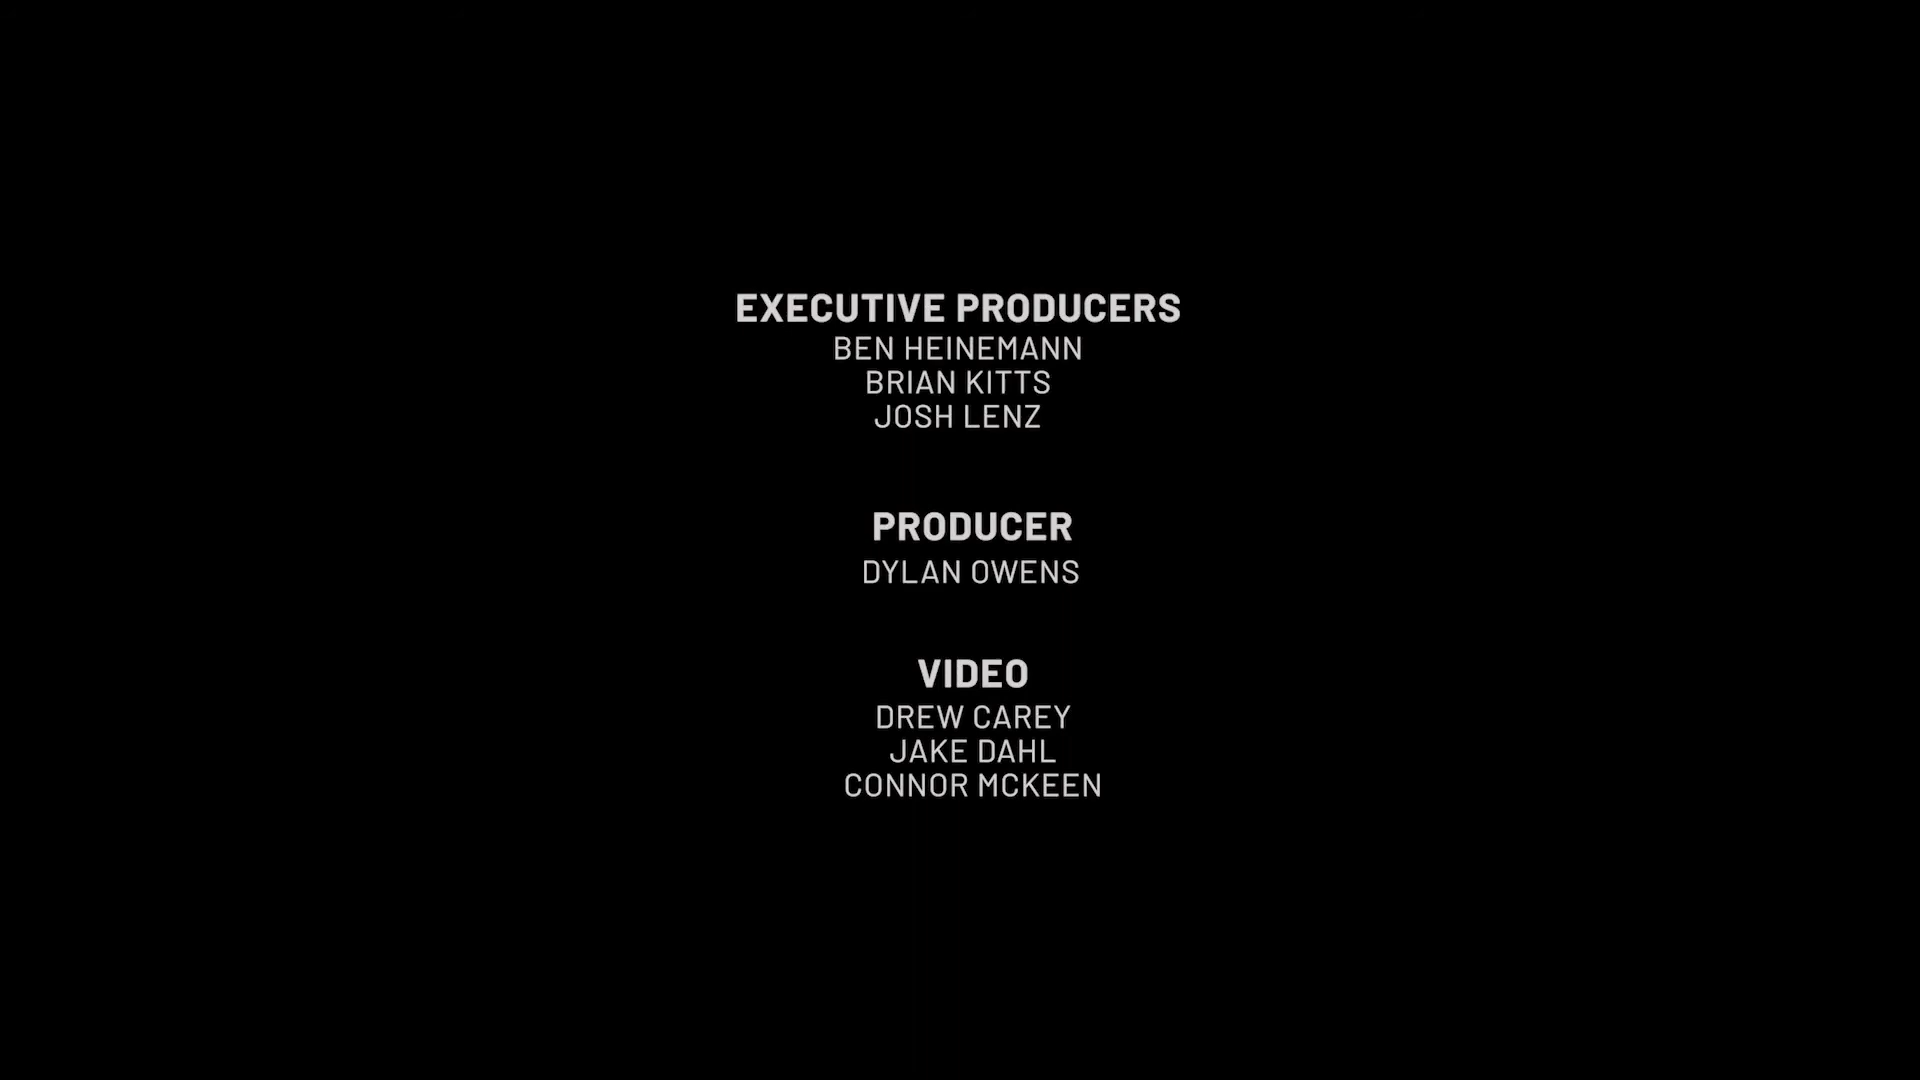 EXECUTIVE PRODUCERS
BEN HEINEMANN
BRIAN KITTS
JOSH LENZ
PRODUCER
DYLAN OWENS
VIDEO
DREW CAREY
JAKE DAHL
CONNOR MCKEEN